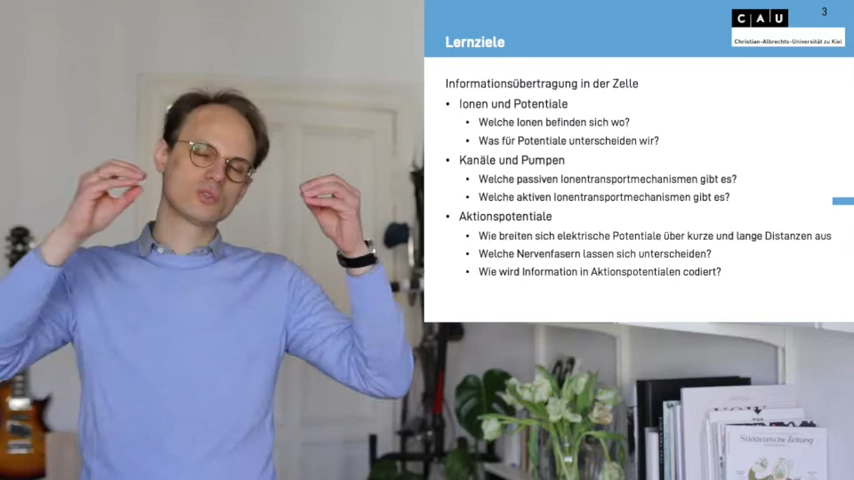 3
CAU
Christian-Albrechts-Universität zu Kiel
Lernziele
Informationsübertragung in der Zelle
• Ionen und Potentiale
• Welche Ionen befinden sich wo?
• Was für Potentiale unterscheiden wir?
• Kanäle und Pumpen
• Welche passiven Ionentransportmechanismen gibt es?
• Welche aktiven Ionentransportmechanismen gibt es?
• Aktionspotentiale
• Wie breiten sich elektrische Potentiale über kurze und lange Distanzen aus
• Welche Nervenfasern lassen sich unterscheiden?
• Wie wird Information in Aktionspotentialen codiert?
Süddeutsche Zeitung